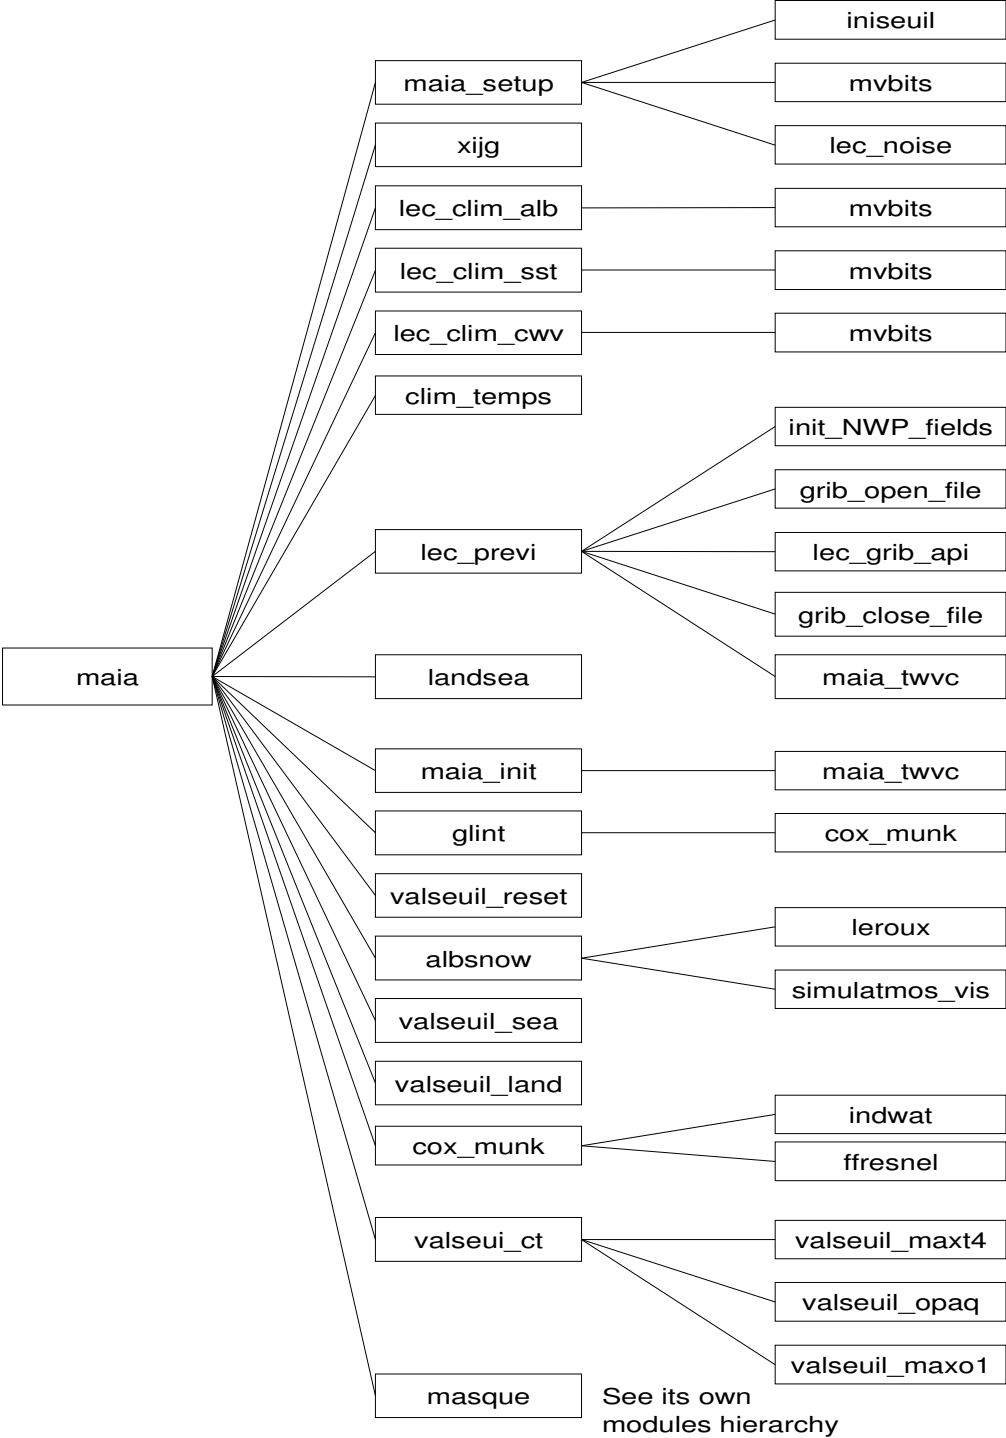 iniseuil
maia_setup
mvbits
xijg
lec_noise
lec_clim_alb
mvbits
lec_clim_sst
mvbits
lec_clim_cwv
mvbits
clim_temps
init_NWP_fields
grib_open_file
lec_previ
lec_grib_api
grib_close_file
maia
landsea
maia_twvc
maia_init
maia_twvc
glint
cox_munk
valseuil_reset
leroux
albsnow
simulatmos_vis
valseuil_sea
valseuil_land
indwat
cox_munk
ffresnel
valseui_ct
valseuil_maxt4
valseuil_opaq
valseuil_maxo1
masque
See its own
modules hierarchy